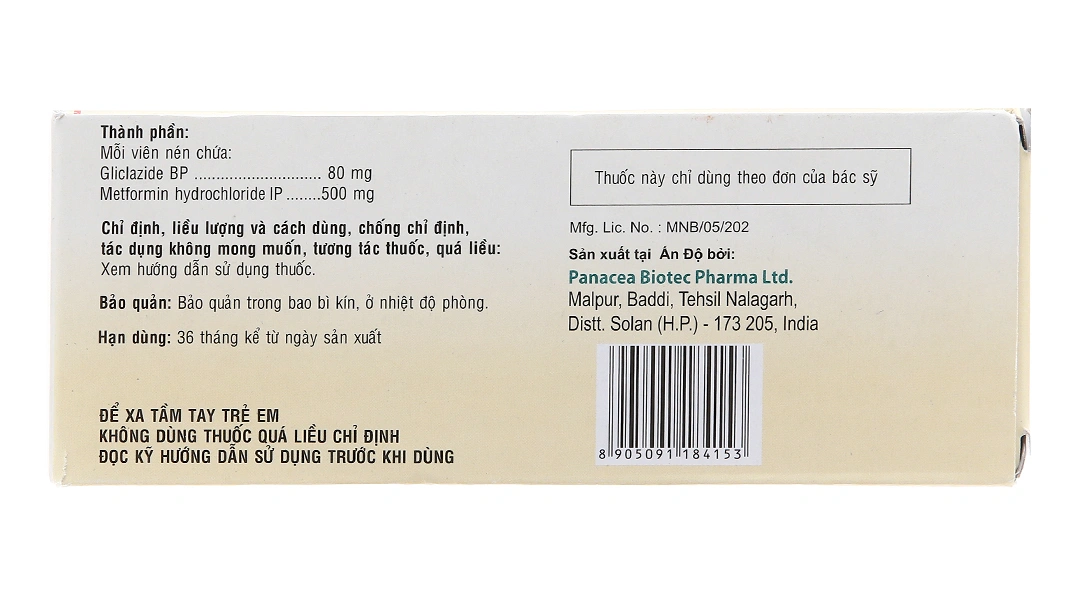 Thành phần:
Mỗi viên nén chứa:
Gliclazide BP ............................ 80 mg
Metformin hydrochloride IP ........500 mg
Chỉ định, liều lượng và cách dùng, chống chỉ định,
tác dụng không mong muốn, tương tác thuốc, quá liều:
Xem hướng dẫn sử dụng thuốc.
Bảo quản: Bảo quản trong bao bì kín, ở nhiệt độ phòng.
Hạn dùng: 36 tháng kể từ ngày sản xuất
ĐỂ XA TẦM TAY TRẺ EM
KHÔNG DÙNG THUỐC QUÁ LIỀU CHỈ ĐỊNH
ĐỌC KỸ HƯỚNG DẪN SỬ DỤNG TRƯỚC KHI DÙNG
Thuốc này chỉ dùng theo đơn của bác sỹ
Mfg. Lic. No. : MNB/05/202
Sản xuất tại Ấn Độ bởi:
Panacea Biotec Pharma Ltd.
Malpur, Baddi, Tehsil Nalagarh,
Distt. Solan (H.P.) - 173 205, India
8 905091 184153